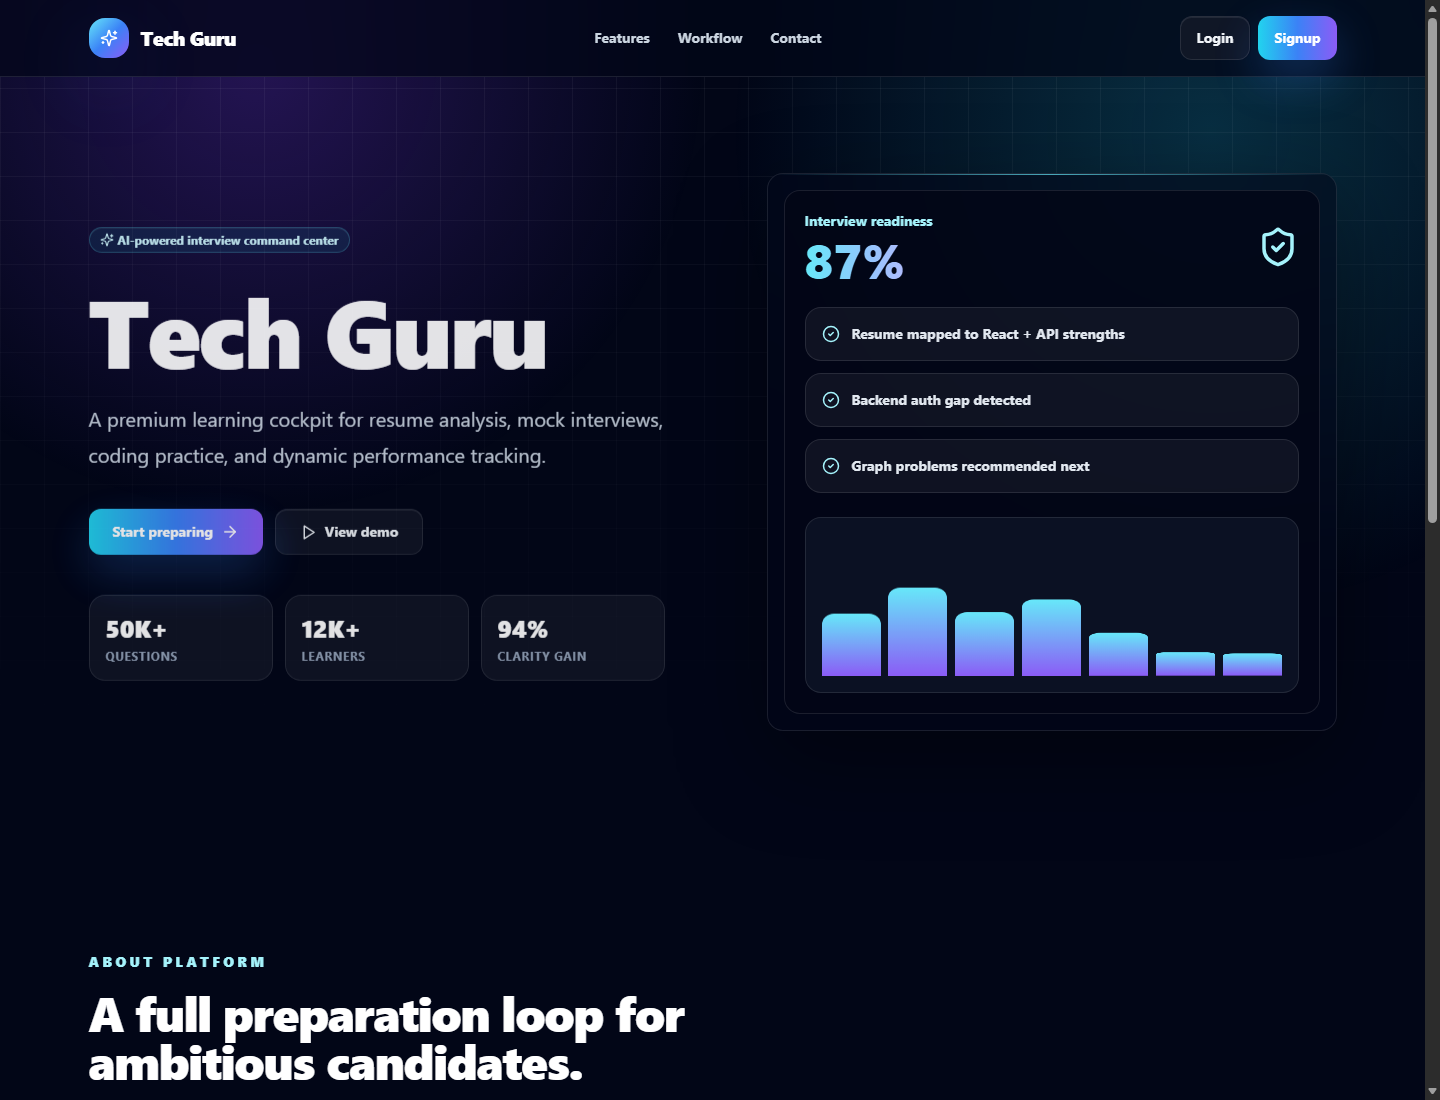 Tech Guru
Features
Workflow
Contact
Login
Signup
AI-powered interview command center
Tech Guru
A premium learning cockpit for resume analysis, mock interviews,
coding practice, and dynamic performance tracking.
Start preparing
View demo
50K+
QUESTIONS
12K+
LEARNERS
94%
CLARITY GAIN
Interview readiness
87%
Resume mapped to React + API strengths
Backend auth gap detected
Graph problems recommended next
ABOUT PLATFORM
A full preparation loop for
ambitious candidates.